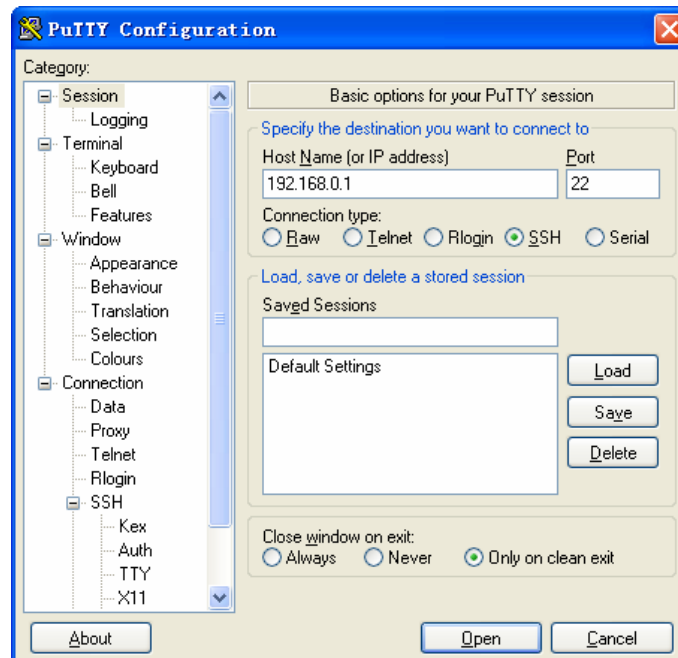 PuTTY Configuration
Category:
Session
Logging
Terminal
Keyboard
Bell
Features
Window
Appearance
Behaviour
Translation
Selection
Colours
Connection
Data
Proxy
Telnet
Rlogin
SSH
Kex
Auth
TTY
X11
Basic options for your PuTTY session
Specify the destination you want to connect to
Host Name (or IP address) Port
192.168.0.1 22
Connection type:
Raw Telnet Rlogin SSH Serial
Load, save or delete a stored session
Saved Sessions
Default Settings
Load
Save
Delete
Close window on exit:
Always Never Only on clean exit
About Open Cancel